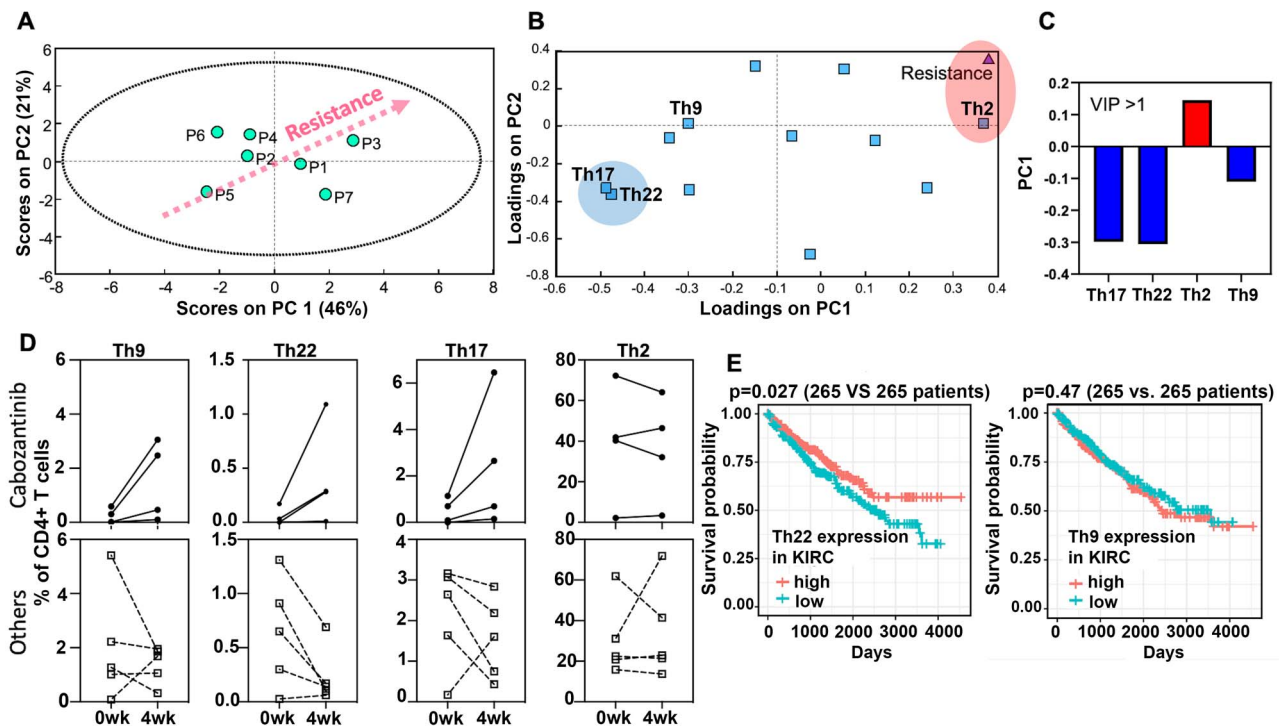 A
Scores on PC2 (21%)
6
4
2
0
-2
-4
-6
Resistance
P6
P4
P2
P3
P1
P5
P7
-8
-6
-4
-2
0
2
4
6
8
Scores on PC 1 (46%)
B
Loadings on PC2
0.4
0.2
0
-0.2
-0.4
-0.6
-0.8
Resistance
Th9
Th2
Th17
Th22
-0.6
-0.5
-0.4
-0.3
-0.2
-0.1
0
0.1
0.2
0.3
0.4
Loadings on PC1
C
PC1
0.2
0.1
0.0
-0.1
-0.2
-0.3
-0.4
VIP >1
Th17 Th22 Th2 Th9
D
% of CD4+ T cells
Cabozantinib
Others
Th9
6
4
2
0
Th22
1.5
1.0
0.5
0.0
Th17
6
4
2
0
Th2
80
60
40
20
0
6
4
2
0
0wk 4wk
1.5
1.0
0.5
0.0
0wk 4wk
4
3
2
1
0
0wk 4wk
80
60
40
20
0
0wk 4wk
E
p=0.027 (265 VS 265 patients)
Survival probability
1.00
0.75
0.50
0.25
0.00
Th22 expression
in KIRC
high
low
0 1000 2000 3000 4000
Days
p=0.47 (265 vs. 265 patients)
Survival probability
1.00
0.75
0.50
0.25
0.00
Th9 expression
in KIRC
high
low
0 1000 2000 3000 4000
Days